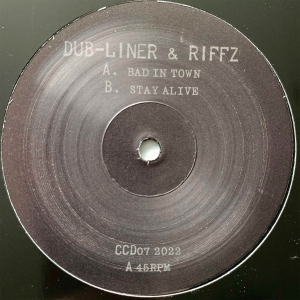 DUB-LINER & RIFFZ
A. BAD IN TOWN
B. STAY ALIVE
CCD07 2022
A 45RPM